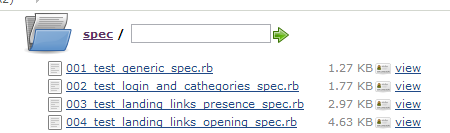 spec /
001_test_generic_spec.rb 1.27 KB view
002_test_login_and_cathegories_spec.rb 1.77 KB view
003_test_landing_links_presence_spec.rb 2.97 KB view
004_test_landing_links_opening_spec.rb 4.63 KB view